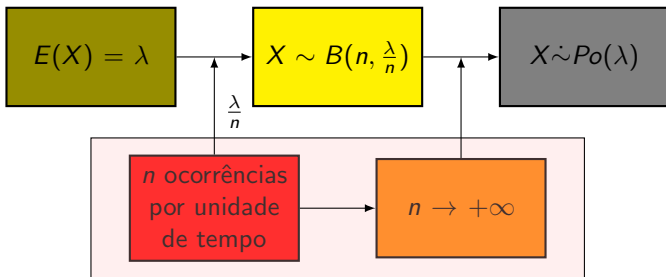 E(X) = λ
X ∼ B(n, λ/n)
X ∼̇ Po(λ)
λ/n
n ocorrências
por unidade
de tempo
n → +∞